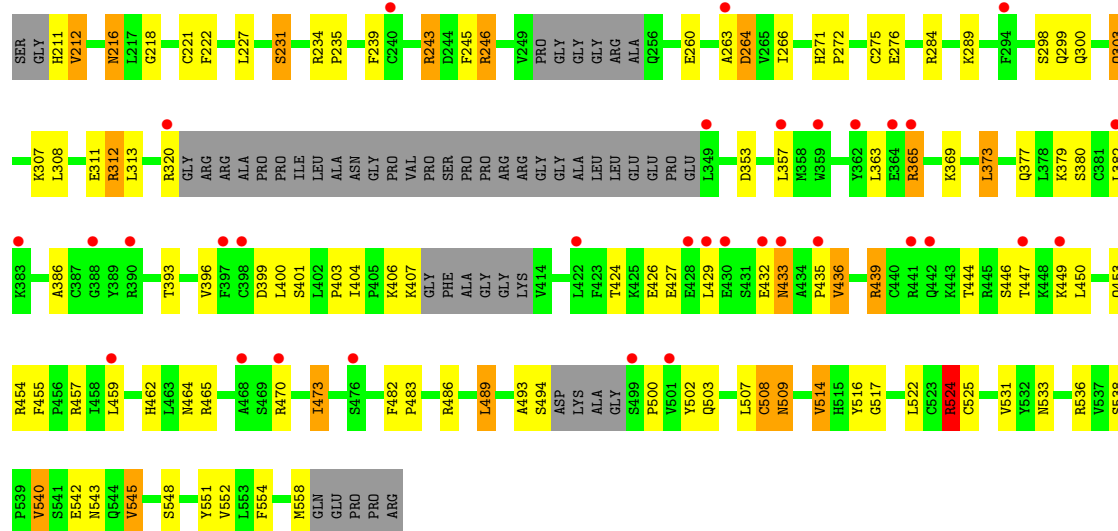 SER GLY H211 V212 N216 L217 G218 C221 F222 L227 S231 R234 P235 F239 C240 R243 D244 F245 R246 V249 PRO GLY GLY GLY ARG ALA Q256 E260 A263 D264 V265 I266 H271 P272 C275 E276 R284 K289 F294 S298 Q299 Q300 Q303
K307 L308 E311 R312 L313 R320 GLY ARG ARG ALA PRO PRO ILE LEU ALA ASN GLY PRO VAL PRO SER PRO PRO ARG ARG GLY GLY ALA LEU LEU GLU GLU PRO GLU L349 D353 L357 M358 W359 Y362 L363 E364 R365 K369 L373 Q377 L378 K379 S380 C381 L382
K383 A386 C387 G388 Y389 R390 T393 V396 F397 C398 D399 L400 S401 L402 P403 I404 P405 K406 K407 GLY PHE ALA GLY GLY LYS V414 L422 F423 T424 K425 E426 E427 E428 L429 E430 S431 E432 N433 A434 P435 V436 R439 C440 R441 Q442 K443 T444 R445 S446 T447 K448 K449 L450
R454 F455 P456 R457 I458 L459 H462 L463 N464 R465 A468 S469 R470 I473 S476 F482 P483 R486 L489 A493 S494 ASP LYS ALA GLY S499 P500 V501 Y502 Q503 L507 C508 N509 V514 H515 Y516 G517 L522 C523 R524 C525 V531 Y532 N533 R536 V537 S538
P539 V540 S541 E542 N543 Q544 V545 S548 Y551 V552 L553 F554 M558 GLN GLU PRO PRO ARG